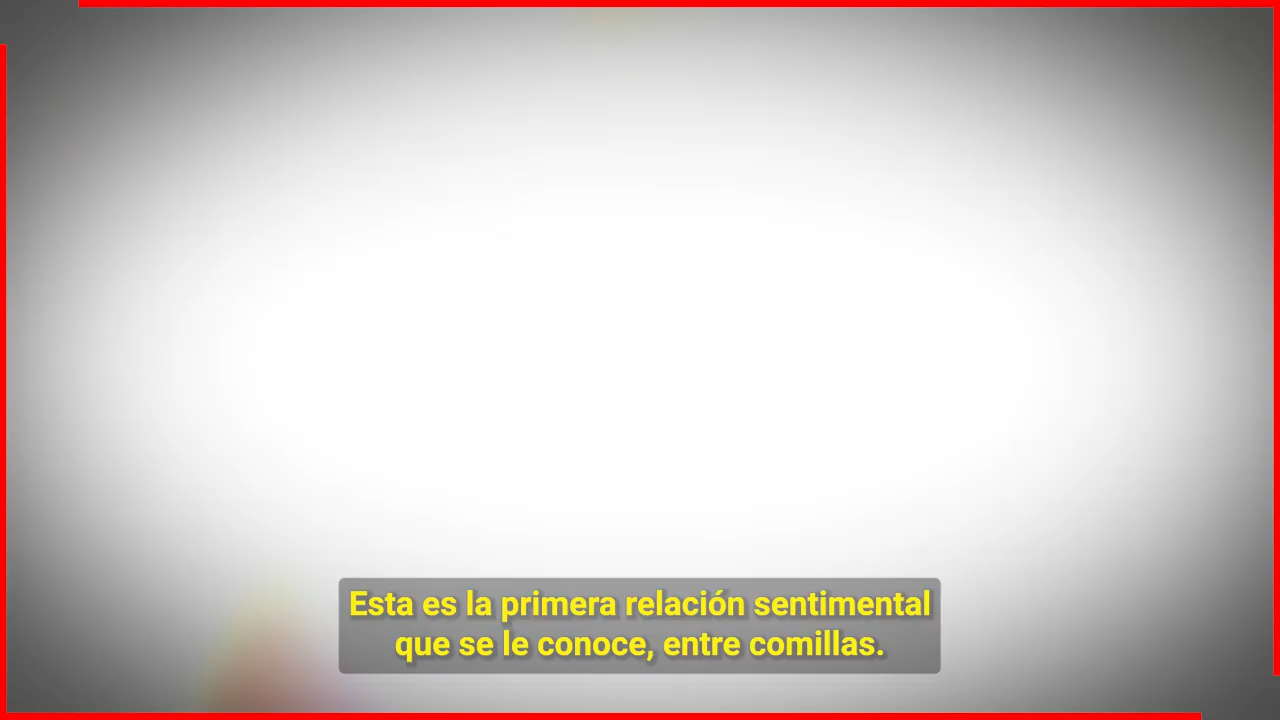 Esta es la primera relación sentimental
que se le conoce, entre comillas.